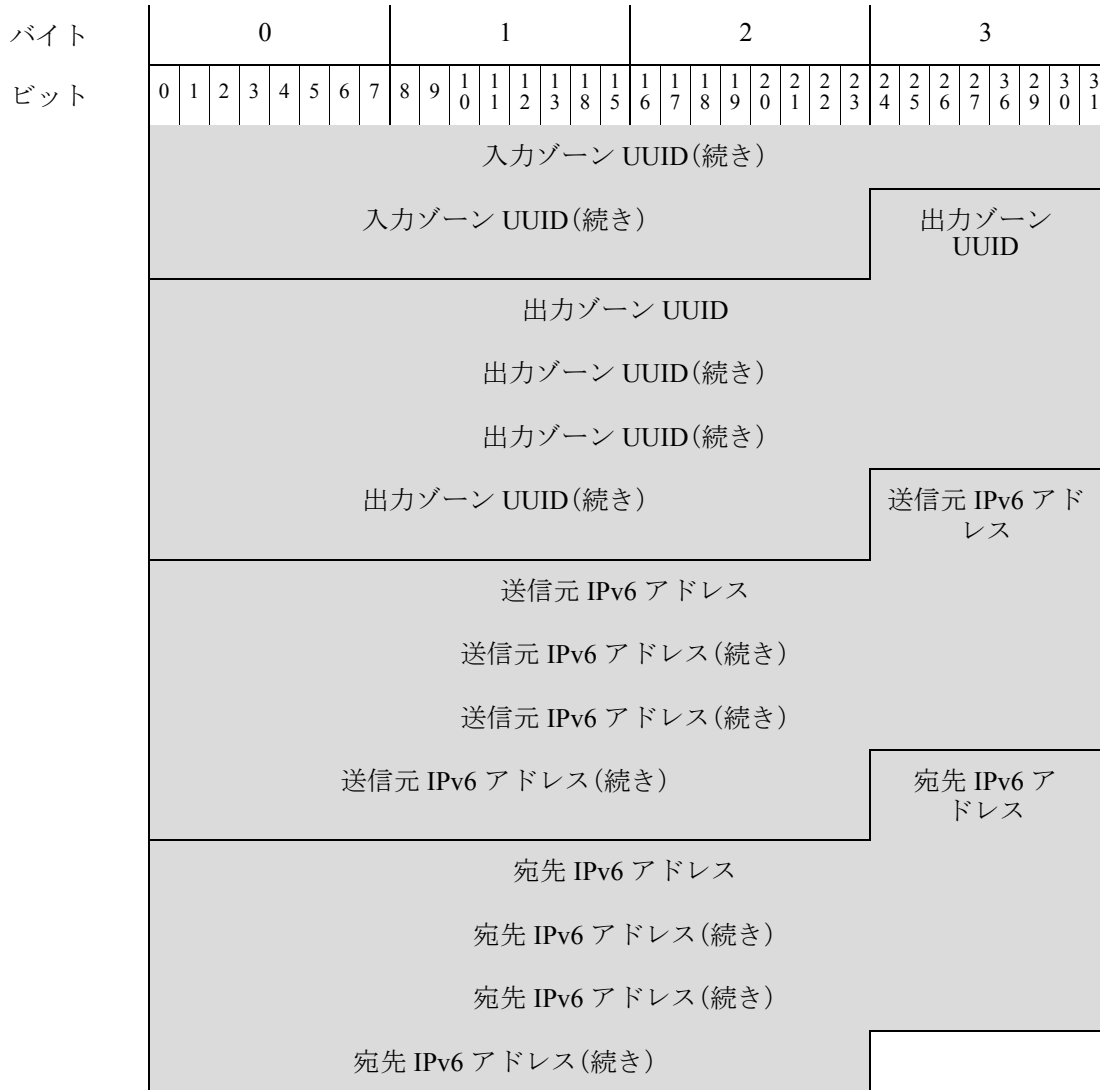 バイト 0 1 2 3
ビット 0 1 2 3 4 5 6 7 8 9 10 11 12 13 18 15 16 17 18 19 20 21 22 23 24 25 26 27 36 29 30 31
入力ゾーン UUID(続き)
入力ゾーン UUID(続き) 出力ゾーン
UUID
出力ゾーン UUID
出力ゾーン UUID(続き)
出力ゾーン UUID(続き)
出力ゾーン UUID(続き) 送信元 IPv6 アド
レス
送信元 IPv6 アドレス
送信元 IPv6 アドレス(続き)
送信元 IPv6 アドレス(続き)
送信元 IPv6 アドレス(続き) 宛先 IPv6 ア
ドレス
宛先 IPv6 アドレス
宛先 IPv6 アドレス(続き)
宛先 IPv6 アドレス(続き)
宛先 IPv6 アドレス(続き)